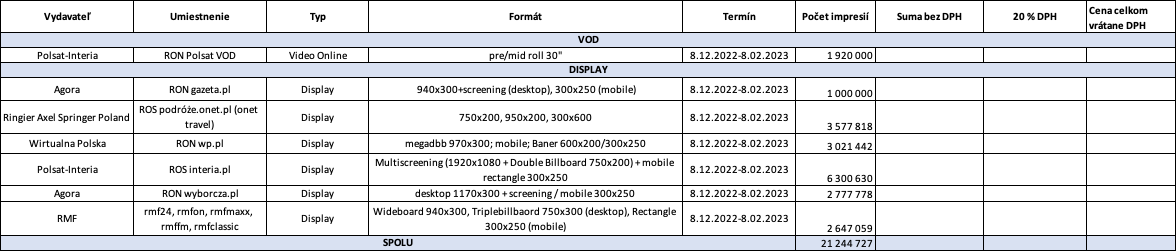 Vydavateľ Umiestnenie Typ Formát Termín Počet impresií Suma bez DPH 20 % DPH Cena celkom
vrátane DPH
VOD
Polsat-Interia RON Polsat VOD Video Online pre/mid roll 30" 8.12.2022-8.02.2023 1 920 000
DISPLAY
Agora RON gazeta.pl Display 940x300+screening (desktop), 300x250 (mobile) 8.12.2022-8.02.2023 1 000 000
Ringier Axel Springer Poland ROS podróże.onet.pl (onet
travel) Display 750x200, 950x200, 300x600 8.12.2022-8.02.2023 3 577 818
Wirtualna Polska RON wp.pl Display megadbb 970x300; mobile; Baner 600x200/300x250 8.12.2022-8.02.2023 3 021 442
Polsat-Interia ROS interia.pl Display Multiscreening (1920x1080 + Double Billboard 750x200) + mobile
rectangle 300x250 8.12.2022-8.02.2023 6 300 630
Agora RON wyborcza.pl Display desktop 1170x300 + screening / mobile 300x250 8.12.2022-8.02.2023 2 777 778
RMF rmf24, rmfon, rmfmaxx,
rmffm, rmfclassic Display Wideboard 940x300, Triplebillbaord 750x300 (desktop), Rectangle
300x250 (mobile) 8.12.2022-8.02.2023 2 647 059
SPOLU 21 244 727